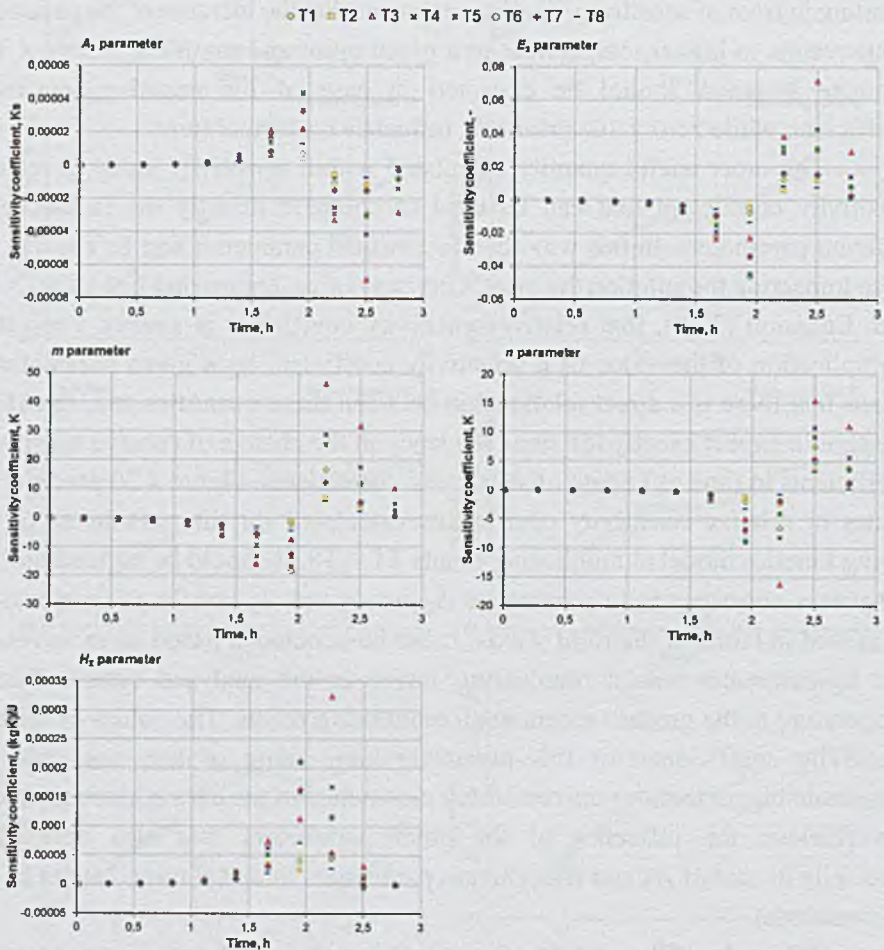 T1 T2 T3 T4 T5 T6 T7 T8
A₃ parameter
Sensitivity coefficient, Ks
0,00006
0,00004
0,00002
0
-0,00002
-0,00004
-0,00006
-0,00008
0 0,5 1 1,5 2 2,5 3
Time, h
E₃ parameter
Sensitivity coefficient, -
0,08
0,06
0,04
0,02
0
-0,02
-0,04
-0,06
0 0,5 1 1,5 2 2,5 3
Time, h
m parameter
Sensitivity coefficient, K
50
40
30
20
10
0
-10
-20
-30
0 0,5 1 1,5 2 2,5 3
Time, h
n parameter
Sensitivity coefficient, K
20
15
10
5
0
-5
-10
-15
-20
0 0,5 1 1,5 2 2,5 3
Time, h
H_Σ parameter
Sensitivity coefficient, (kgK)/J
0,00035
0,0003
0,00025
0,0002
0,00015
0,0001
0,00005
0
-0,00005
0 0,5 1 1,5 2 2,5 3
Time, h